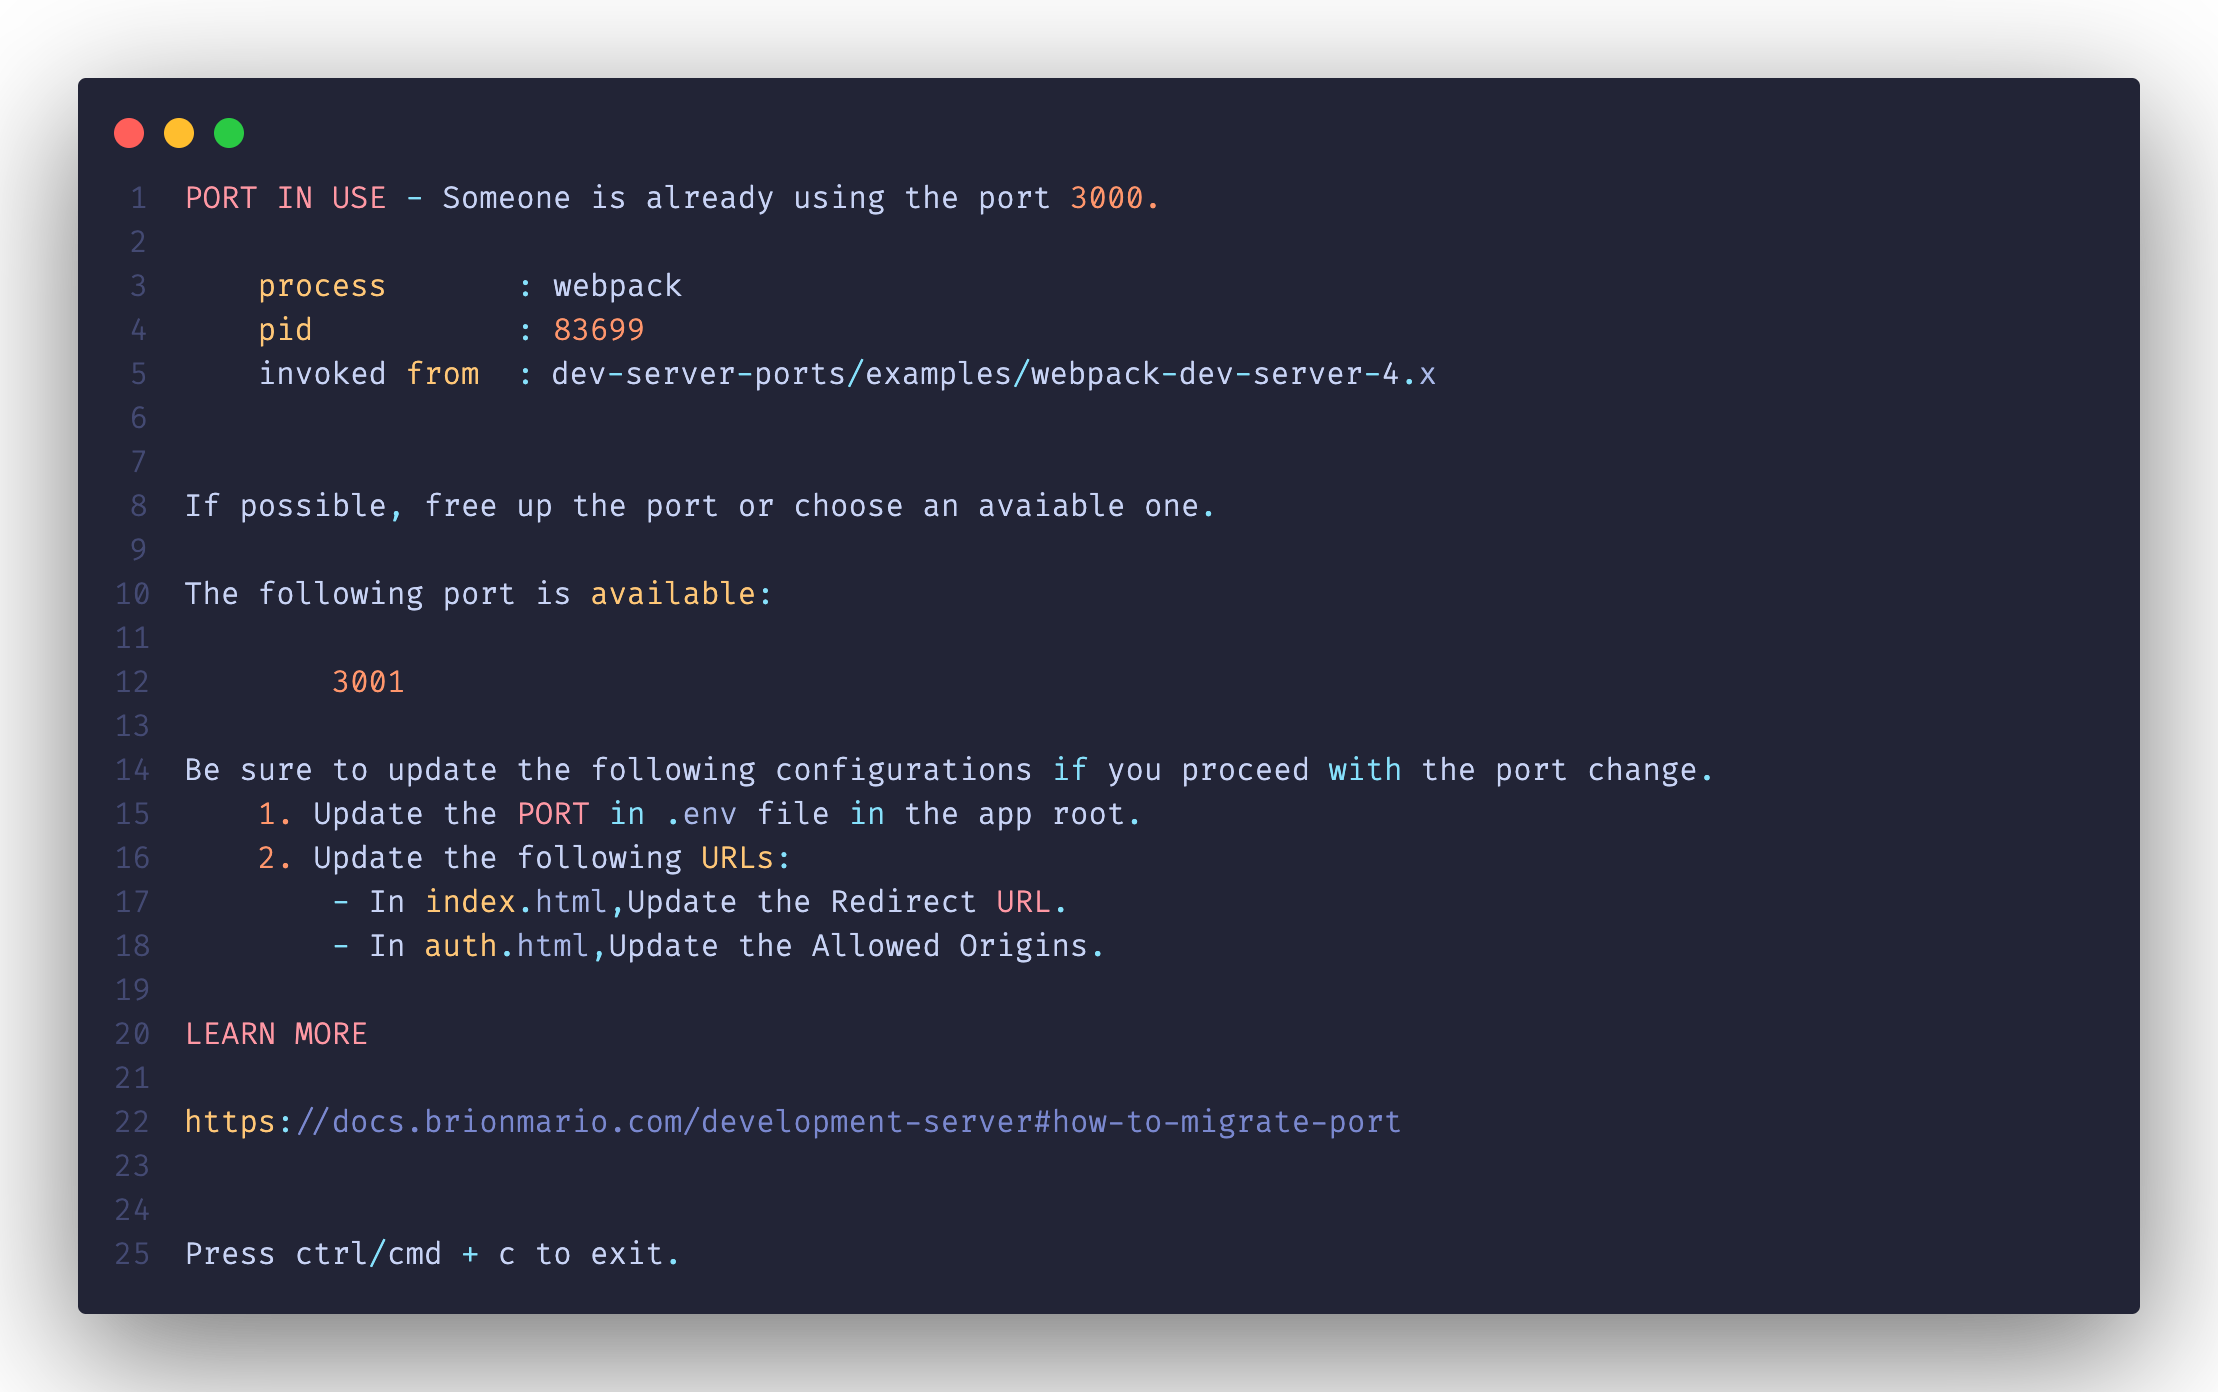 1 PORT IN USE - Someone is already using the port 3000.
2
3 process : webpack
4 pid : 83699
5 invoked from : dev-server-ports/examples/webpack-dev-server-4.x
6
7
8 If possible, free up the port or choose an avaiable one.
9
10 The following port is available:
11
12 3001
13
14 Be sure to update the following configurations if you proceed with the port change.
15 1. Update the PORT in .env file in the app root.
16 2. Update the following URLs:
17 - In index.html,Update the Redirect URL.
18 - In auth.html,Update the Allowed Origins.
19
20 LEARN MORE
21
22 https://docs.brionmario.com/development-server#how-to-migrate-port
23
24
25 Press ctrl/cmd + c to exit.